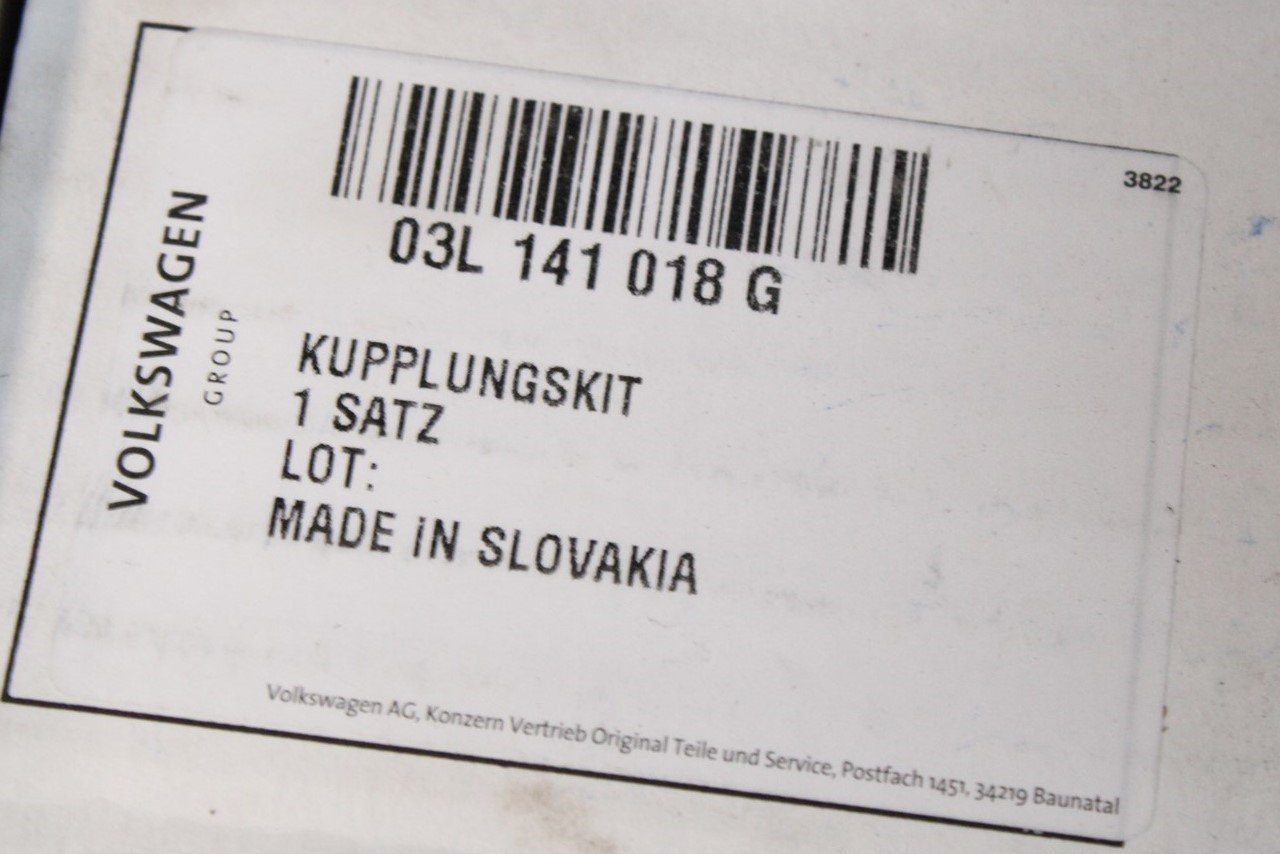 3822
03L 141 018 G
VOLKSWAGEN
GROUP
KUPPLUNGSKIT
1 SATZ
LOT:
MADE IN SLOVAKIA
Volkswagen AG, Konzern Vertrieb Original Teile und Service, Postfach 1451, 34219 Baunatal